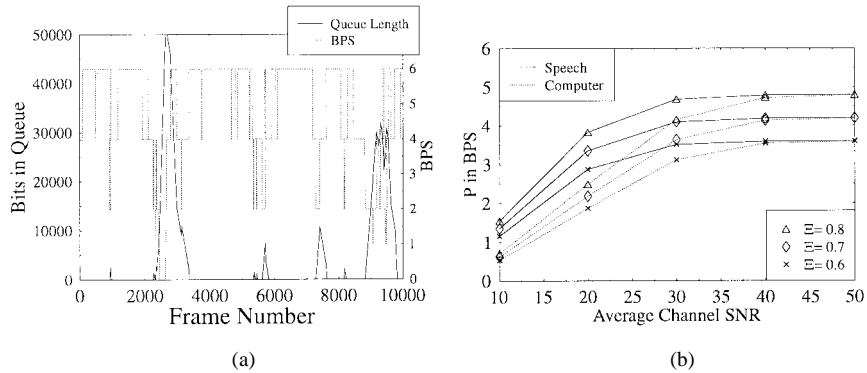 Queue Length
BPS
50000
40000
30000
20000
10000
0
Bits in Queue
6
5
4
3
2
1
0
BPS
0
2000
4000
6000
8000
10000
Frame Number
(a)
6
5
4
3
2
1
0
P in BPS
Speech
Computer
Ξ= 0.8
Ξ= 0.7
Ξ= 0.6
10
15
20
25
30
35
40
45
50
Average Channel SNR
(b)